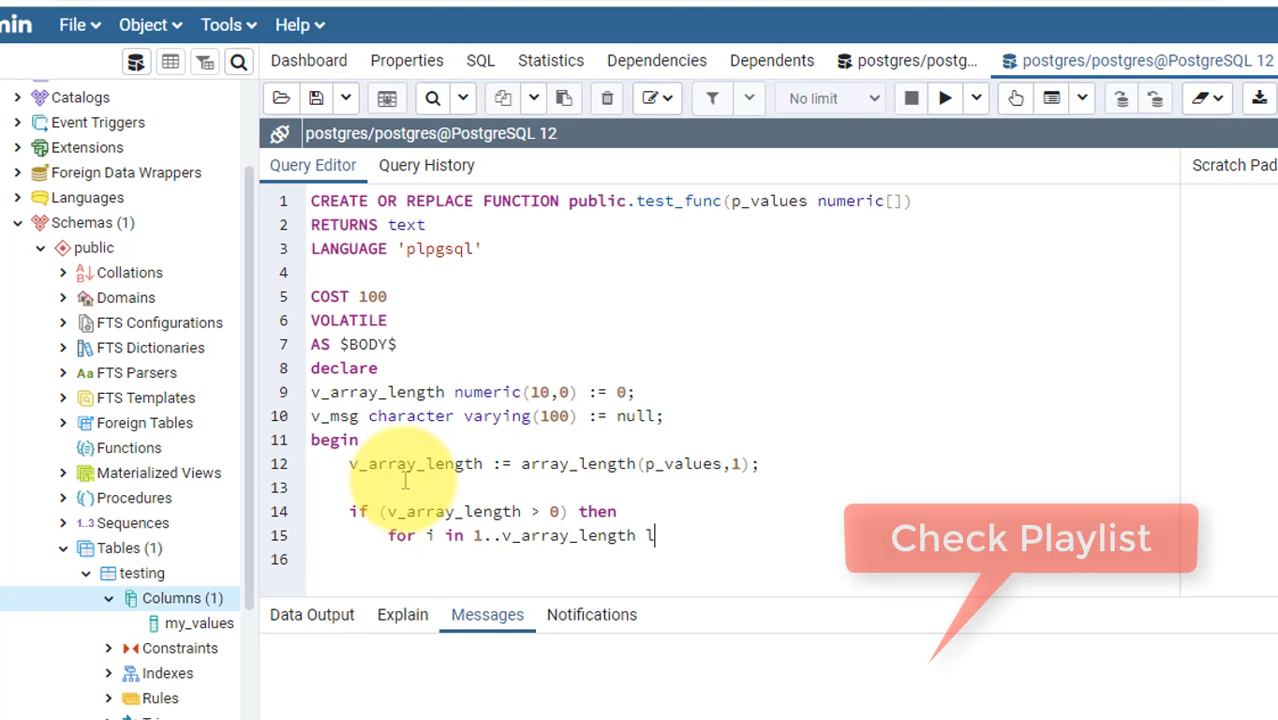 min File Object Tools Help
Dashboard Properties SQL Statistics Dependencies Dependents postgres/postg... postgres/postgres@PostgreSQL 12
No limit
postgres/postgres@PostgreSQL 12
Query Editor Query History Scratch Pad
Catalogs
Event Triggers
Extensions
Foreign Data Wrappers
Languages
Schemas (1)
public
Collations
Domains
FTS Configurations
FTS Dictionaries
Aa FTS Parsers
FTS Templates
Foreign Tables
Functions
Materialized Views
Procedures
1..3 Sequences
Tables (1)
testing
Columns (1)
my_values
Constraints
Indexes
Rules
1 CREATE OR REPLACE FUNCTION public.test_func(p_values numeric[])
2 RETURNS text
3 LANGUAGE 'plpgsql'
4
5 COST 100
6 VOLATILE
7 AS $BODY$
8 declare
9 v_array_length numeric(10,0) := 0;
10 v_msg character varying(100) := null;
11 begin
12 v_array_length := array_length(p_values,1);
13
14 if (v_array_length > 0) then
15 for i in 1..v_array_length l
16
Check Playlist
Data Output Explain Messages Notifications